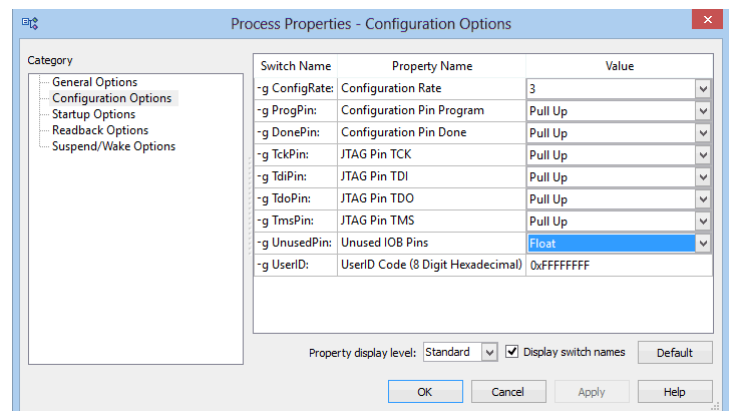 Process Properties - Configuration Options
Category
General Options
Configuration Options
Startup Options
Readback Options
Suspend/Wake Options
Switch Name Property Name Value
-g ConfigRate: Configuration Rate 3
-g ProgPin: Configuration Pin Program Pull Up
-g DonePin: Configuration Pin Done Pull Up
-g TckPin: JTAG Pin TCK Pull Up
-g TdiPin: JTAG Pin TDI Pull Up
-g TdoPin: JTAG Pin TDO Pull Up
-g TmsPin: JTAG Pin TMS Pull Up
-g UnusedPin: Unused IOB Pins Float
-g UserID: UserID Code (8 Digit Hexadecimal) 0xFFFFFFFF
Property display level: Standard Display switch names Default
OK Cancel Apply Help